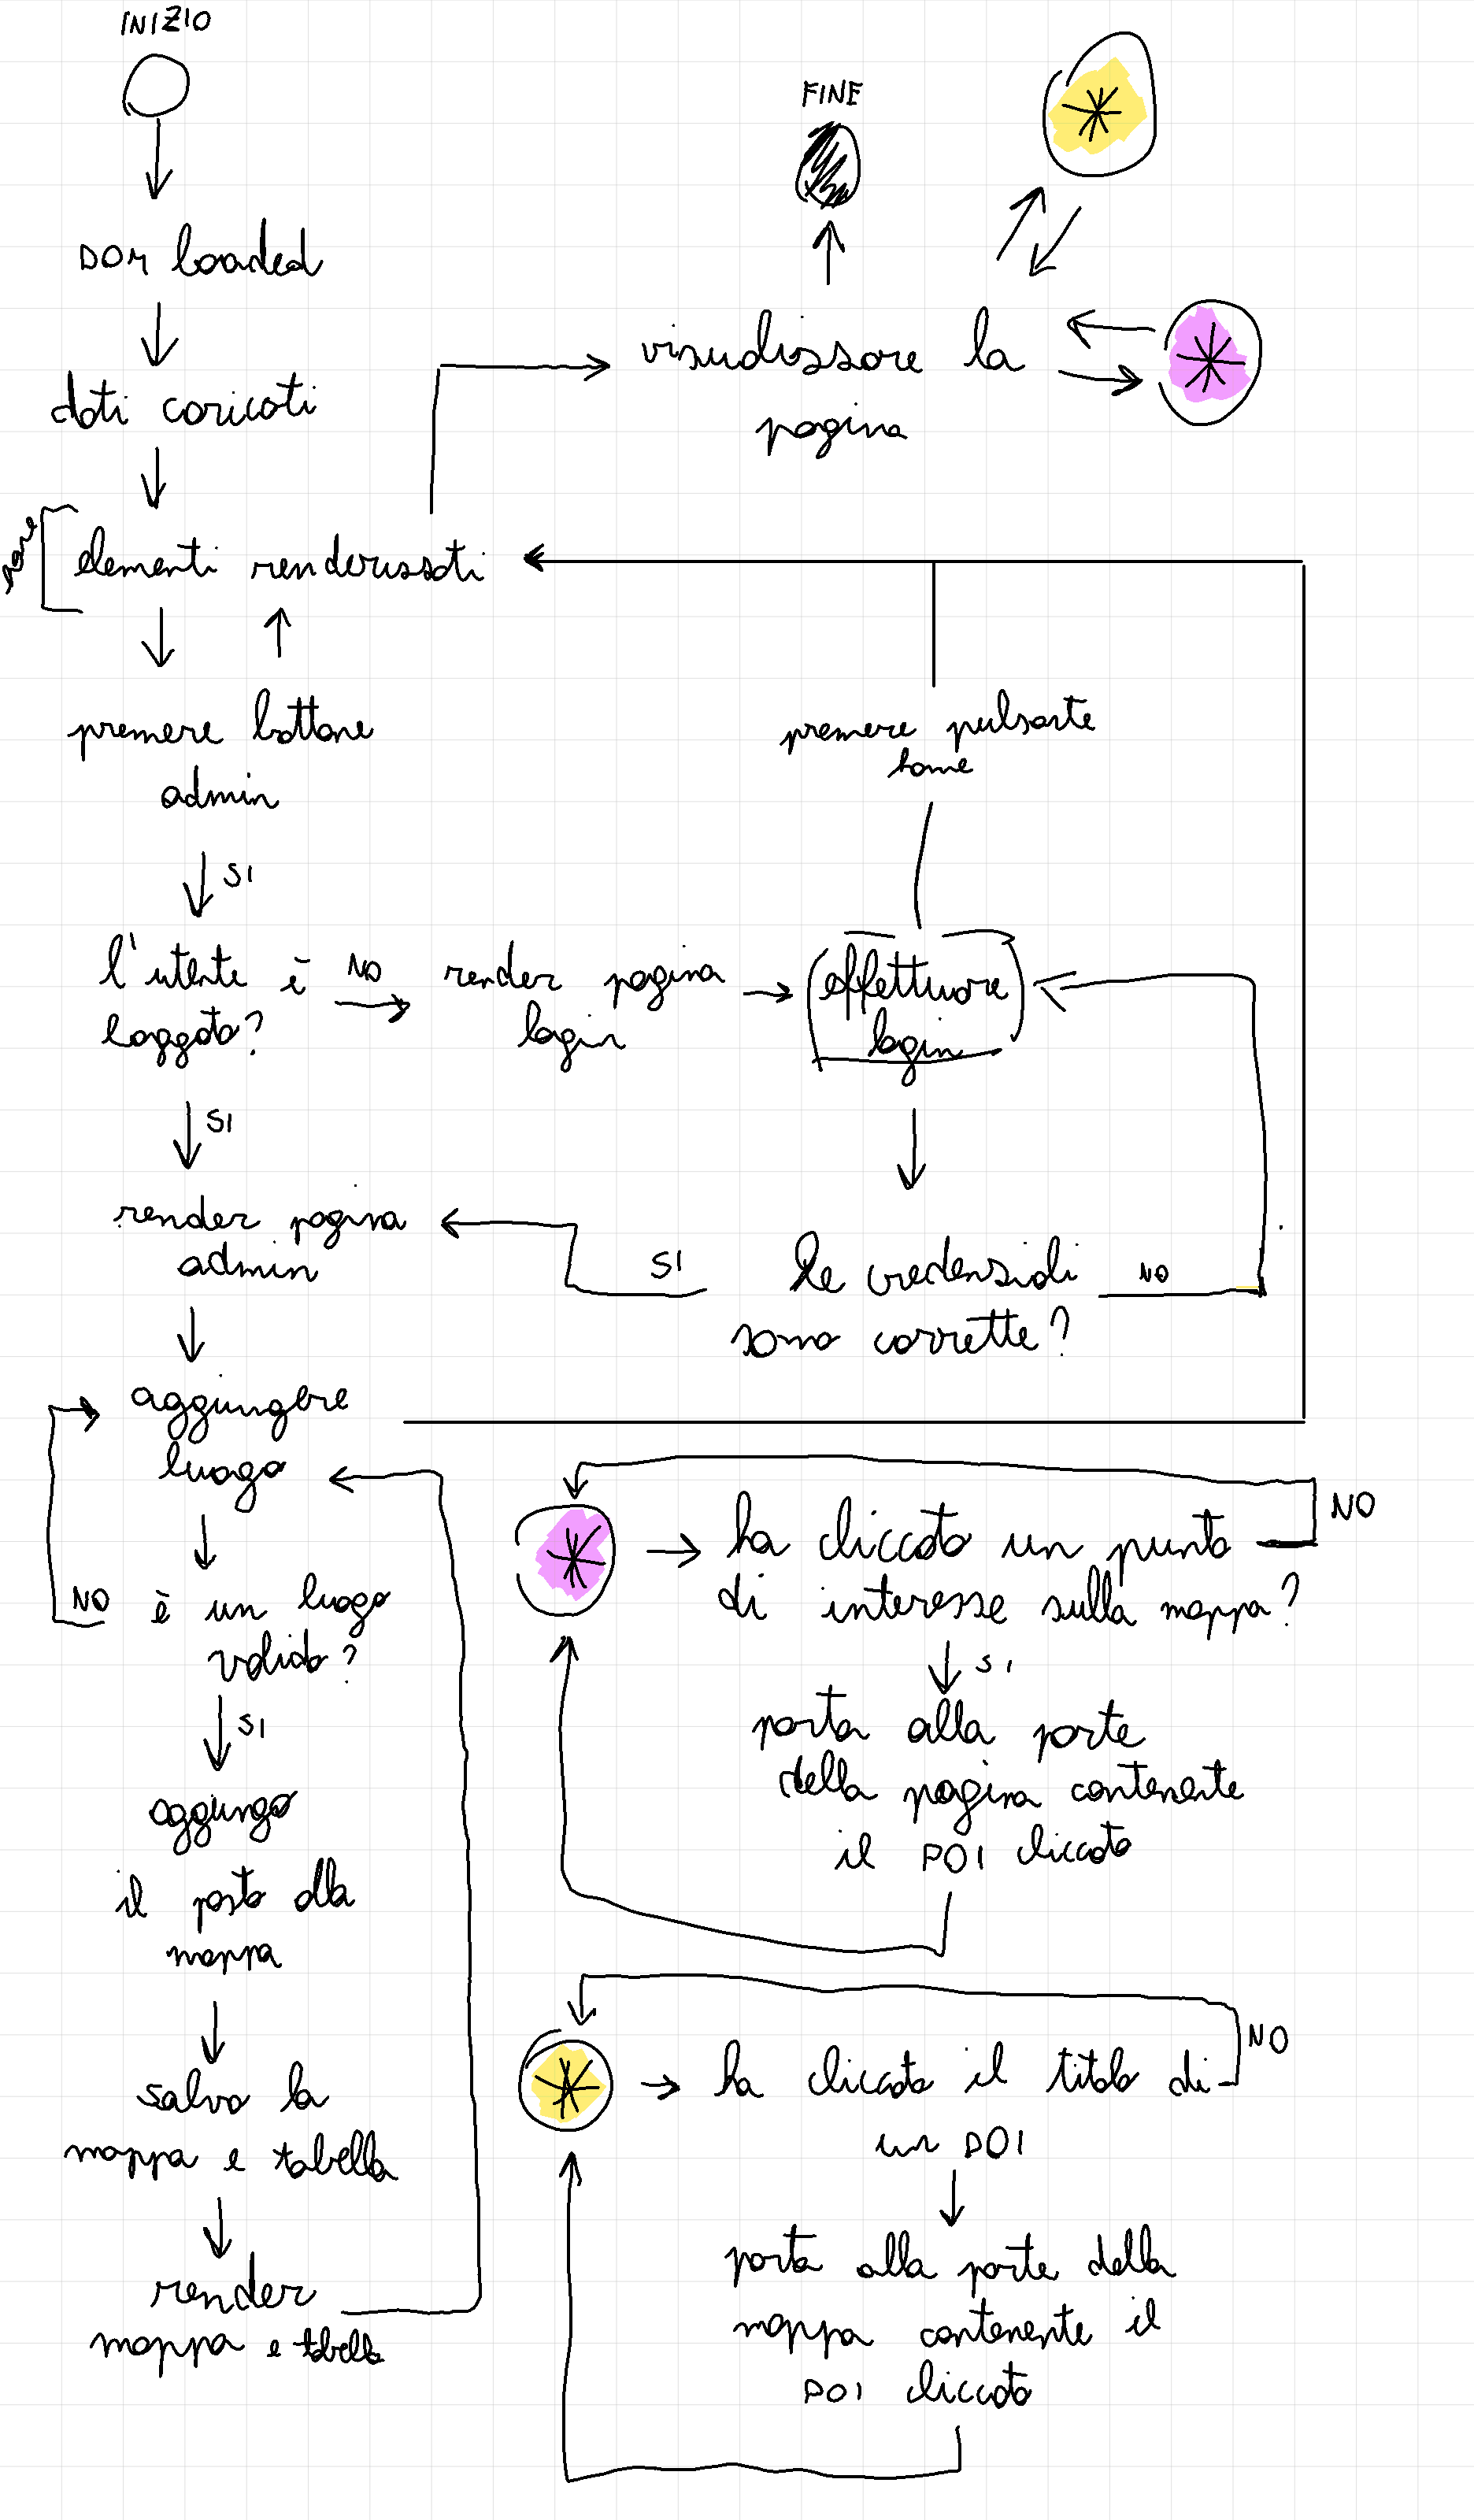 INIZIO
FINE
DOM loaded
visualizzare la
pagina
dati caricati
home
elementi renderizzati
premere bottone
admin
premere pulsante
home
SI
l'utente è
loggato?
NO
render pagina
login
effettuare
login
SI
render pagina
admin
SI
le credenziali
sono corrette?
NO
aggiungere
luogo
NO
è un luogo
valido?
SI
aggiungo
il posto alla
mappa
salvo la
mappa e tabella
render
mappa e tabella
ha cliccato un punto
di interesse sulla mappa?
NO
SI
porta alla parte
della pagina contenente
il POI cliccato
ha cliccato il titolo di
un POI
NO
porta alla parte della
mappa contenente il
POI cliccato